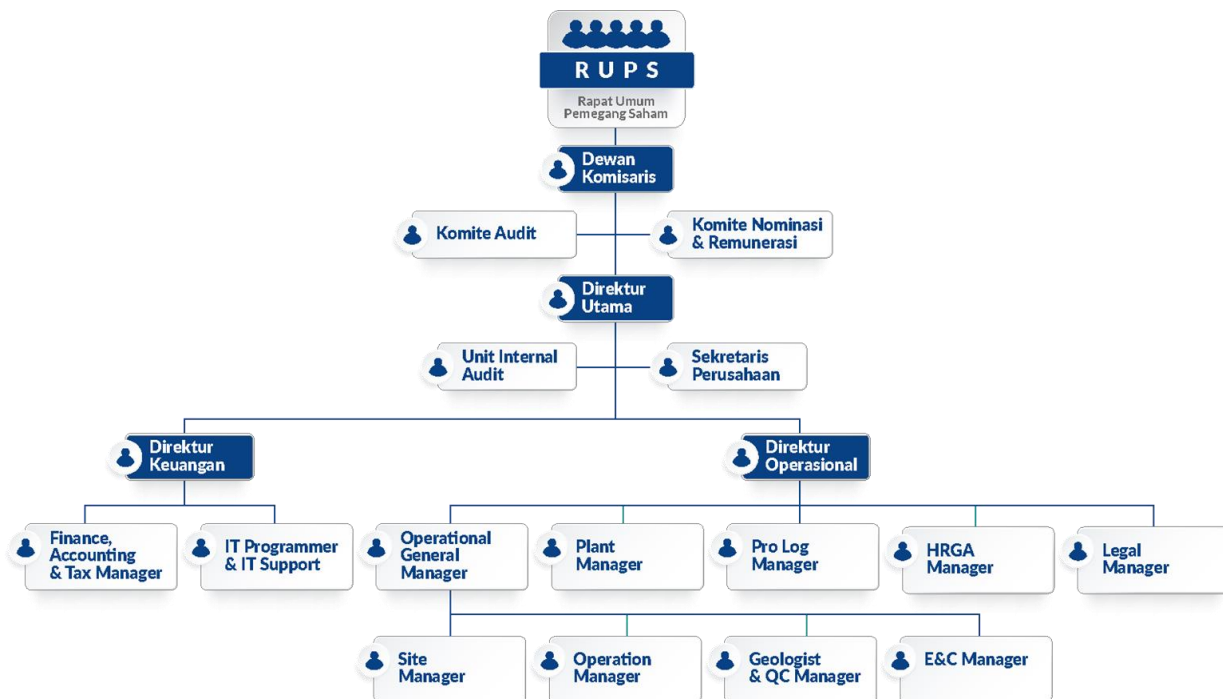 RUPS
Rapat Umum
Pemegang Saham
Dewan
Komisaris
Komite Audit
Komite Nominasi
& Remunerasi
Direktur
Utama
Unit Internal
Audit
Sekretaris
Perusahaan
Direktur
Keuangan
Direktur
Operasional
Finance,
Accounting
& Tax Manager
IT Programmer
& IT Support
Operational
General
Manager
Plant
Manager
Pro Log
Manager
HRGA
Manager
Legal
Manager
Site
Manager
Operation
Manager
Geologist
& QC Manager
E&C Manager